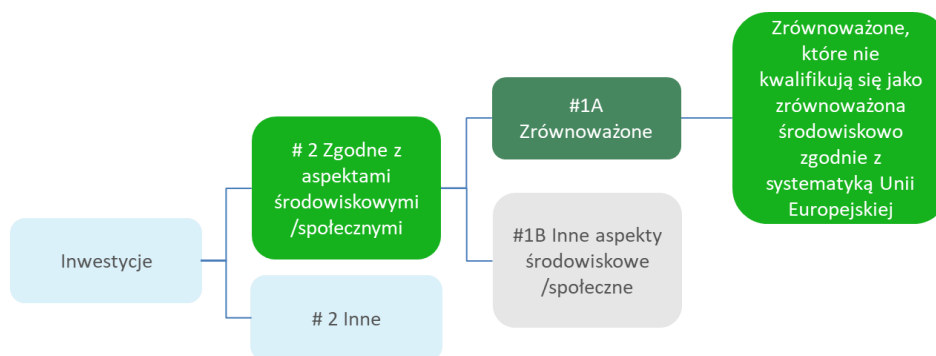 Inwestycje
# 2 Zgodne z
aspektami
środowiskowymi
/społecznymi
# 2 Inne
#1A
Zrównoważone
#1B Inne aspekty
środowiskowe
/społeczne
Zrównoważone,
które nie
kwalifikują się jako
zrównoważona
środowiskowo
zgodnie z
systematyką Unii
Europejskiej